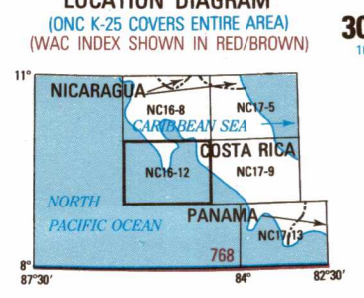 LOCATION DIAGRAM
(ONC K-25 COVERS ENTIRE AREA)
(WAC INDEX SHOWN IN RED/BROWN)
30
11°
NICARAGUA
NC16-8
NC17-5
CARIBBEAN SEA
COSTA RICA
NC16-12
NC17-9
NORTH
PACIFIC OCEAN
PANAMA
NC17-13
768
8°
87°30'
84°
82°30'